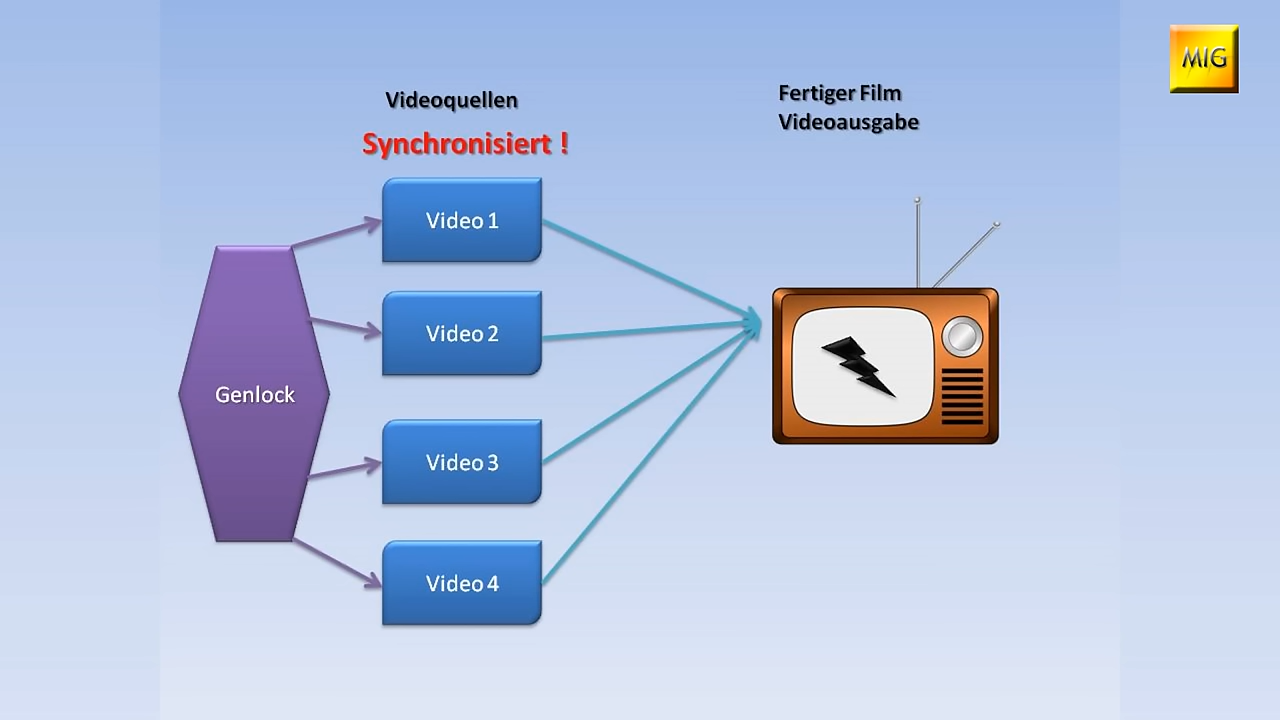 MIG
Videoquellen
Synchronisiert !
Fertiger Film
Videoausgabe
Genlock
Video 1
Video 2
Video 3
Video 4